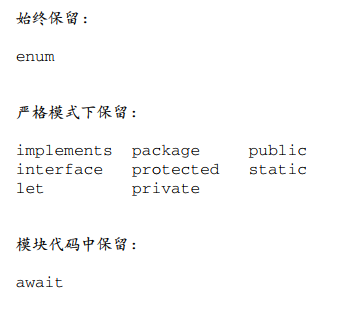 始终保留：
enum
严格模式下保留：
implements package public
interface protected static
let private
模块代码中保留：
await